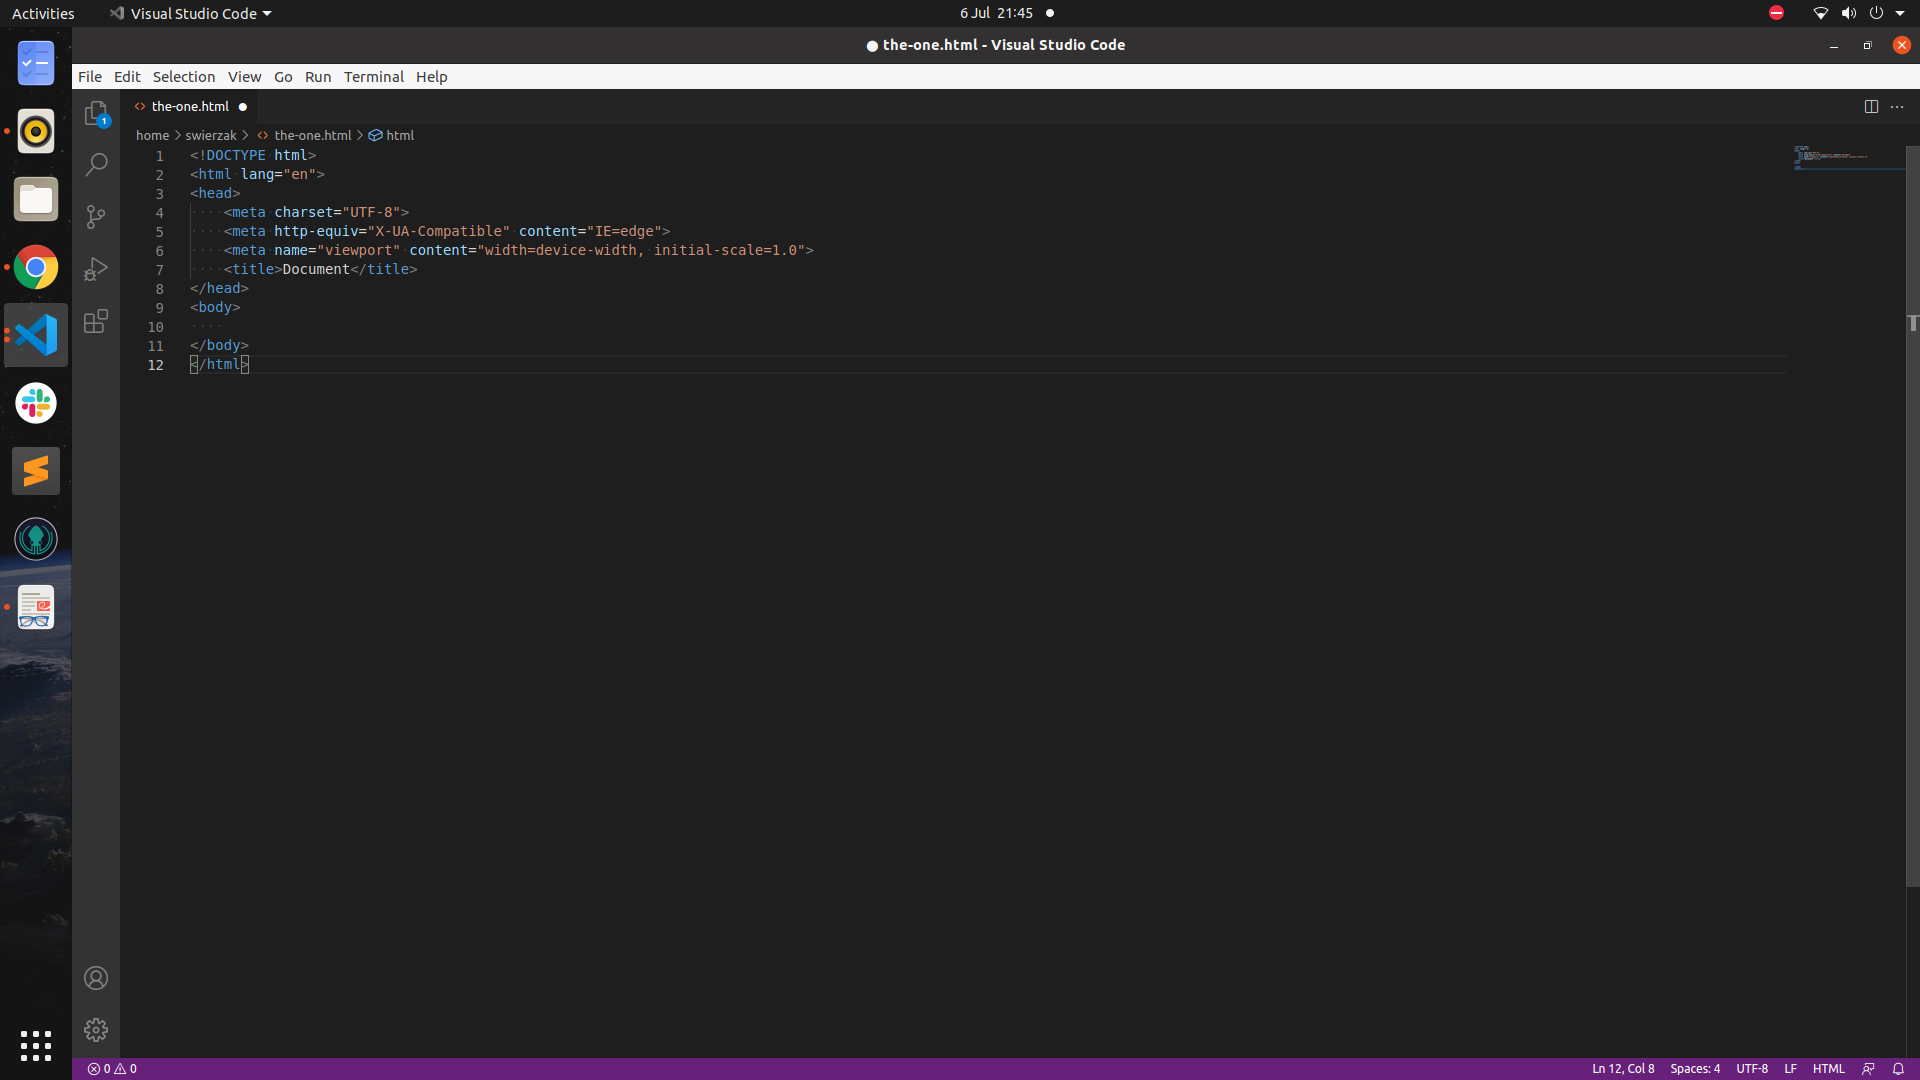 Activities Visual Studio Code 6 Jul 21:45
● the-one.html - Visual Studio Code
File Edit Selection View Go Run Terminal Help
1 <> the-one.html ●
home > swierzak > <> the-one.html > html
1 <!DOCTYPE html>
2 <html lang="en">
3 <head>
4 ····<meta charset="UTF-8">
5 ····<meta http-equiv="X-UA-Compatible" content="IE=edge">
6 ····<meta name="viewport" content="width=device-width, initial-scale=1.0">
7 ····<title>Document</title>
8 </head>
9 <body>
10 ····
11 </body>
12 </html>
0 0 Ln 12, Col 8 Spaces: 4 UTF-8 LF HTML